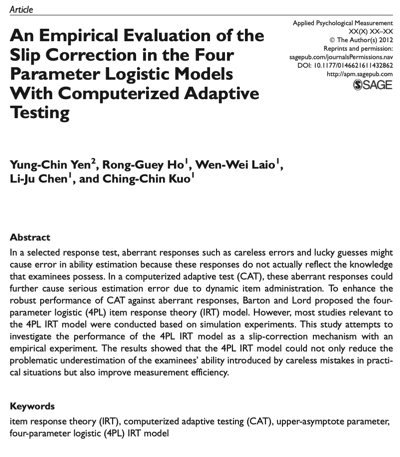 Article
Applied Psychological Measurement
XX(X) XX–XX
© The Author(s) 2012
Reprints and permission:
sagepub.com/journalsPermissions.nav
DOI: 10.1177/0146621611432862
http://apm.sagepub.com
SAGE
An Empirical Evaluation of the
Slip Correction in the Four
Parameter Logistic Models
With Computerized Adaptive
Testing
Yung-Chin Yen2, Rong-Guey Ho1, Wen-Wei Laio1,
Li-Ju Chen1, and Ching-Chin Kuo1
Abstract
In a selected response test, aberrant responses such as careless errors and lucky guesses might
cause error in ability estimation because these responses do not actually reflect the knowledge
that examinees possess. In a computerized adaptive test (CAT), these aberrant responses could
further cause serious estimation error due to dynamic item administration. To enhance the
robust performance of CAT against aberrant responses, Barton and Lord proposed the four-
parameter logistic (4PL) item response theory (IRT) model. However, most studies relevant to
the 4PL IRT model were conducted based on simulation experiments. This study attempts to
investigate the performance of the 4PL IRT model as a slip-correction mechanism with an
empirical experiment. The results showed that the 4PL IRT model could not only reduce the
problematic underestimation of the examinees' ability introduced by careless mistakes in practi-
cal situations but also improve measurement efficiency.
Keywords
item response theory (IRT), computerized adaptive testing (CAT), upper-asymptote parameter,
four-parameter logistic (4PL) IRT model